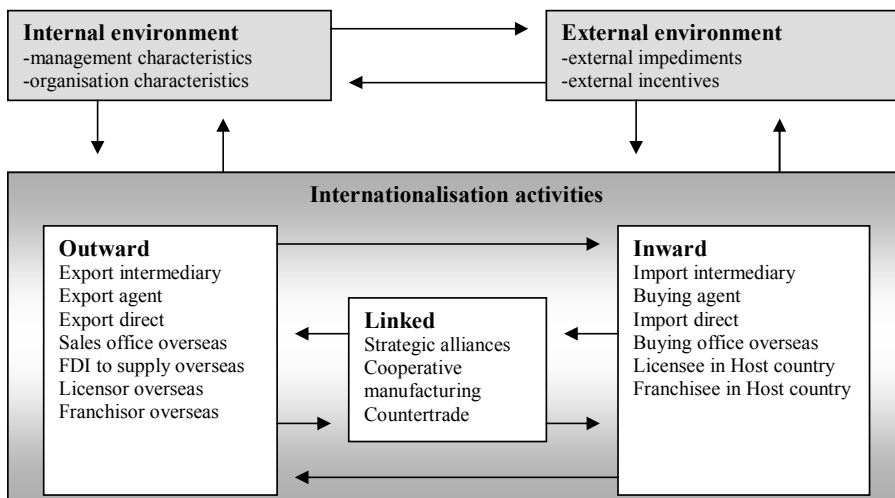 Internal environment
-management characteristics
-organisation characteristics
External environment
-external impediments
-external incentives
Internationalisation activities
Outward
Export intermediary
Export agent
Export direct
Sales office overseas
FDI to supply overseas
Licensor overseas
Franchisor overseas
Linked
Strategic alliances
Cooperative
manufacturing
Countertrade
Inward
Import intermediary
Buying agent
Import direct
Buying office overseas
Licensee in Host country
Franchisee in Host country